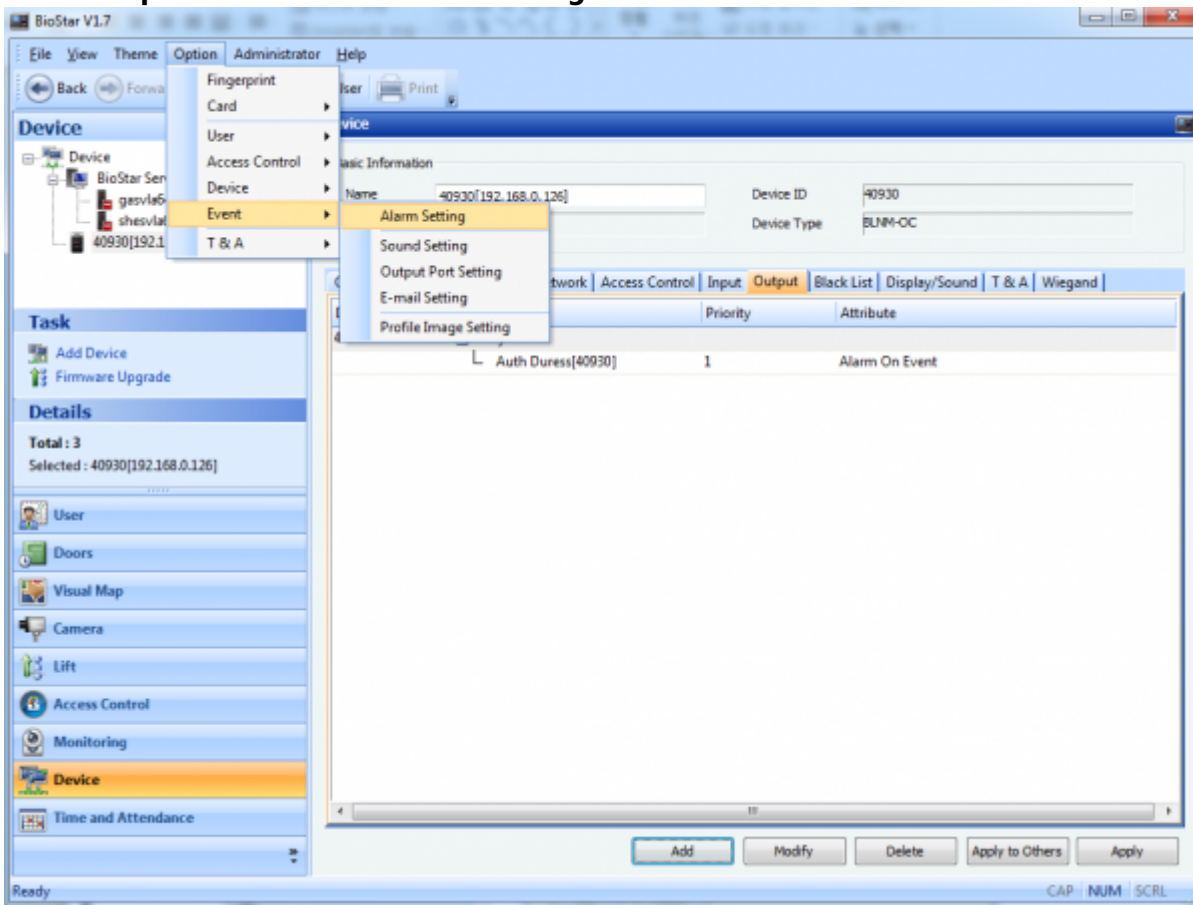 BioStar V1.7
File View Theme Option Administrator Help
Back Forwa User Print
Fingerprint
Card
User
Access Control
Device
Event
T & A
Alarm Setting
Sound Setting
Output Port Setting
E-mail Setting
Profile Image Setting
Device
Device
BioStar Ser
gasvla6
shesvla
40930[192.1
vice
Basic Information
Name 40930[192.168.0.126] Device ID 40930
Device Type BLNM-OC
twork Access Control Input Output Black List Display/Sound T & A Wiegand
Priority Attribute
Auth Duress[40930] 1 Alarm On Event
Task
Add Device
Firmware Upgrade
Details
Total : 3
Selected : 40930[192.168.0.126]
User
Doors
Visual Map
Camera
Lift
Access Control
Monitoring
Device
Time and Attendance
Add Modify Delete Apply to Others Apply
Ready CAP NUM SCRL